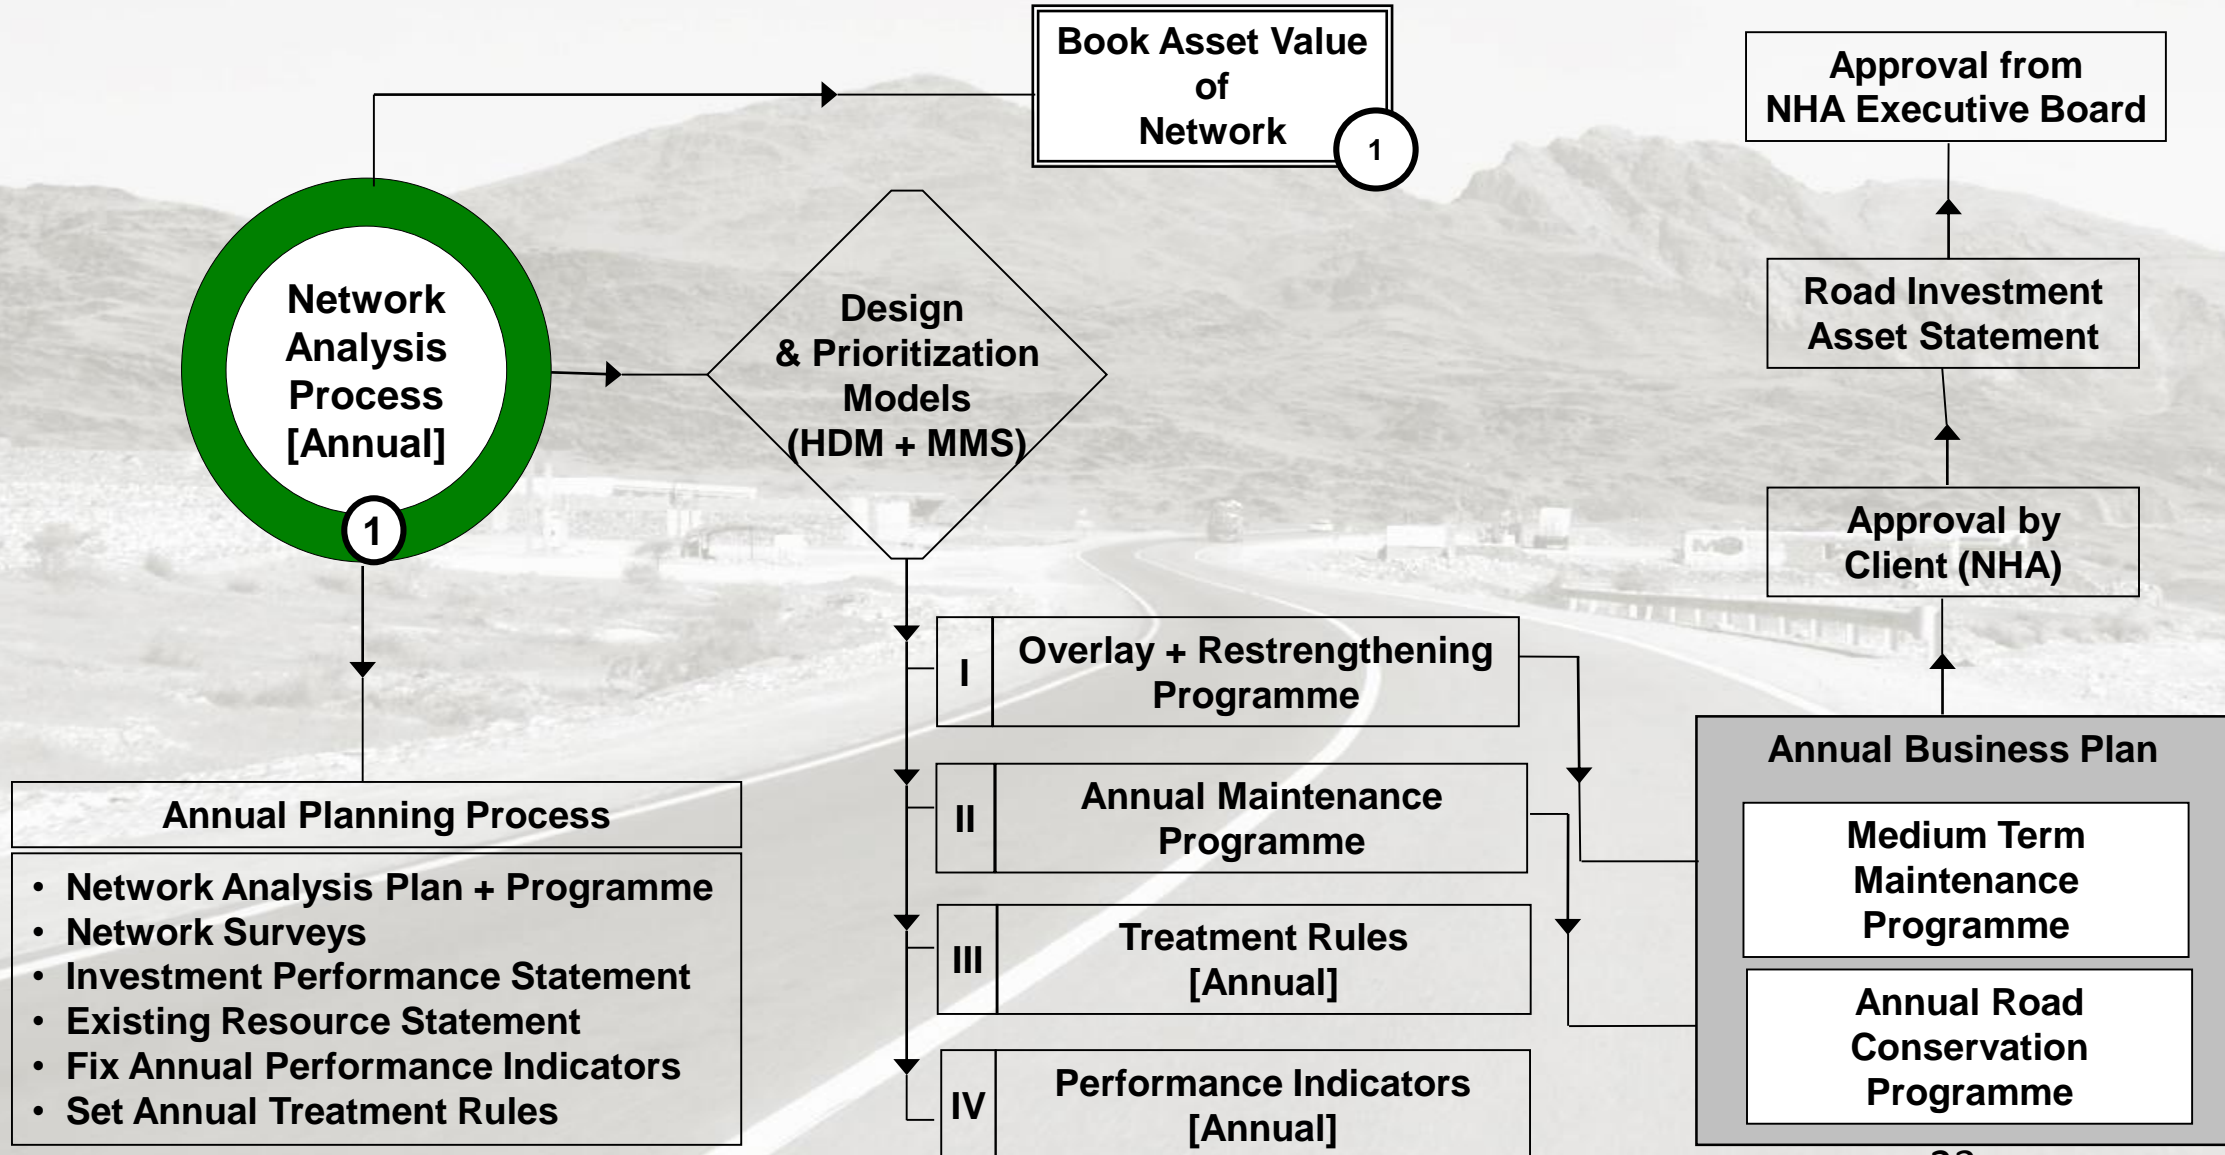 Book Asset Value
of
Network
1
Approval from
NHA Executive Board
Network
Analysis
Process
[Annual]
1
Design
& Prioritization
Models
(HDM + MMS)
Road Investment
Asset Statement
Approval by
Client (NHA)
I
Overlay + Restrengthening
Programme
II
Annual Maintenance
Programme
III
Treatment Rules
[Annual]
IV
Performance Indicators
[Annual]
Annual Planning Process
• Network Analysis Plan + Programme
• Network Surveys
• Investment Performance Statement
• Existing Resource Statement
• Fix Annual Performance Indicators
• Set Annual Treatment Rules
Annual Business Plan
Medium Term
Maintenance
Programme
Annual Road
Conservation
Programme